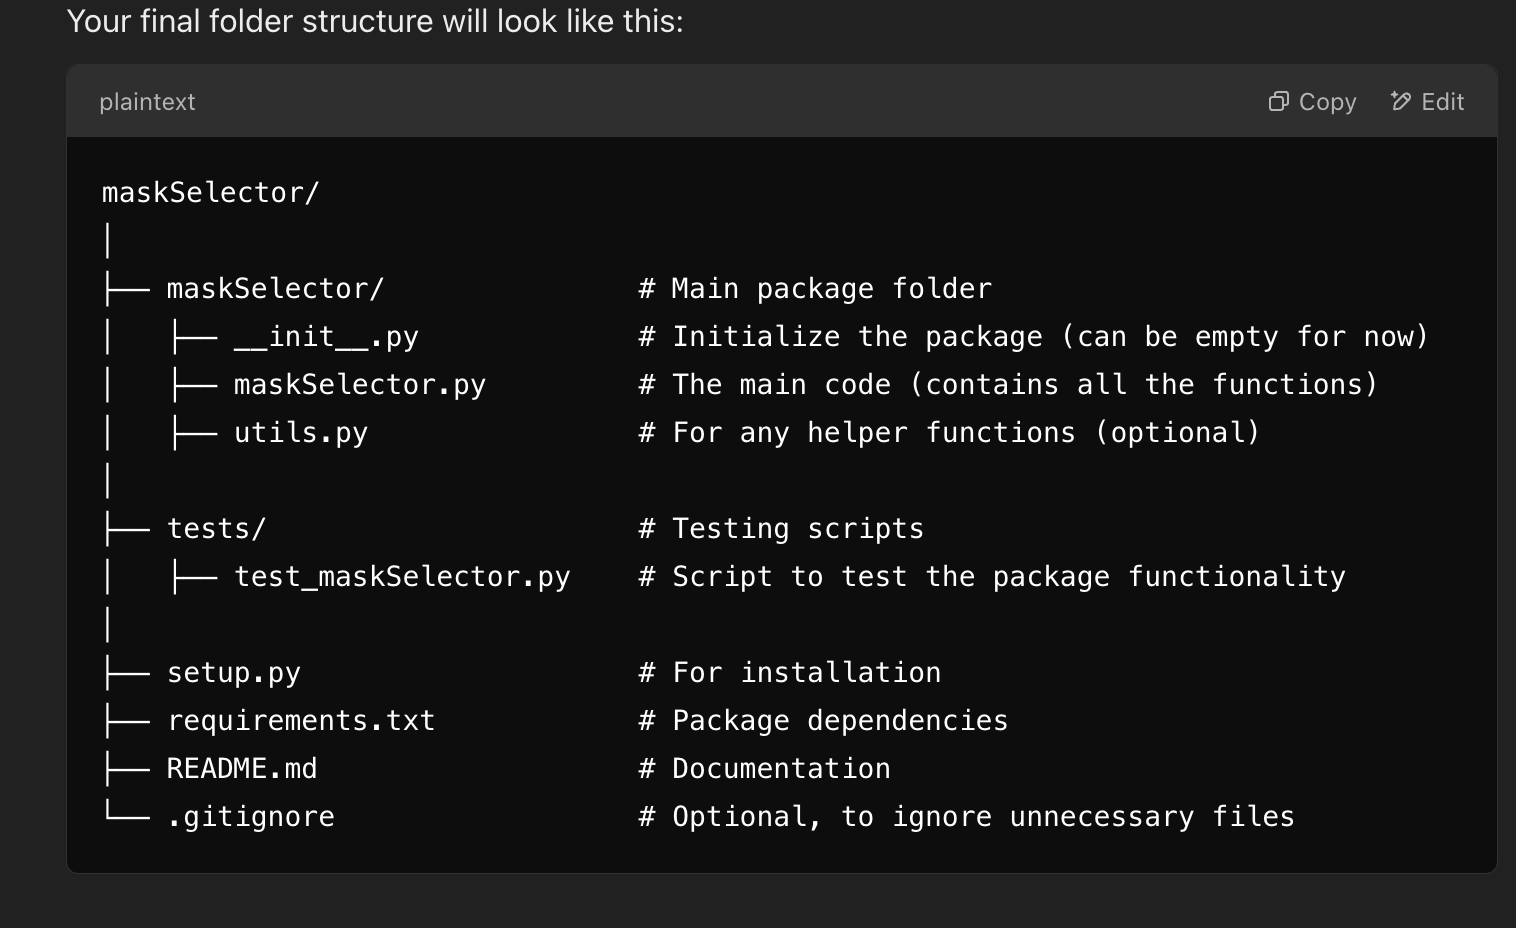 Your final folder structure will look like this:
plaintext Copy Edit
maskSelector/
│
├── maskSelector/               # Main package folder
│   ├── __init__.py             # Initialize the package (can be empty for now)
│   ├── maskSelector.py         # The main code (contains all the functions)
│   ├── utils.py                # For any helper functions (optional)
│
├── tests/                      # Testing scripts
│   ├── test_maskSelector.py    # Script to test the package functionality
│
├── setup.py                    # For installation
├── requirements.txt            # Package dependencies
├── README.md                   # Documentation
└── .gitignore                  # Optional, to ignore unnecessary files